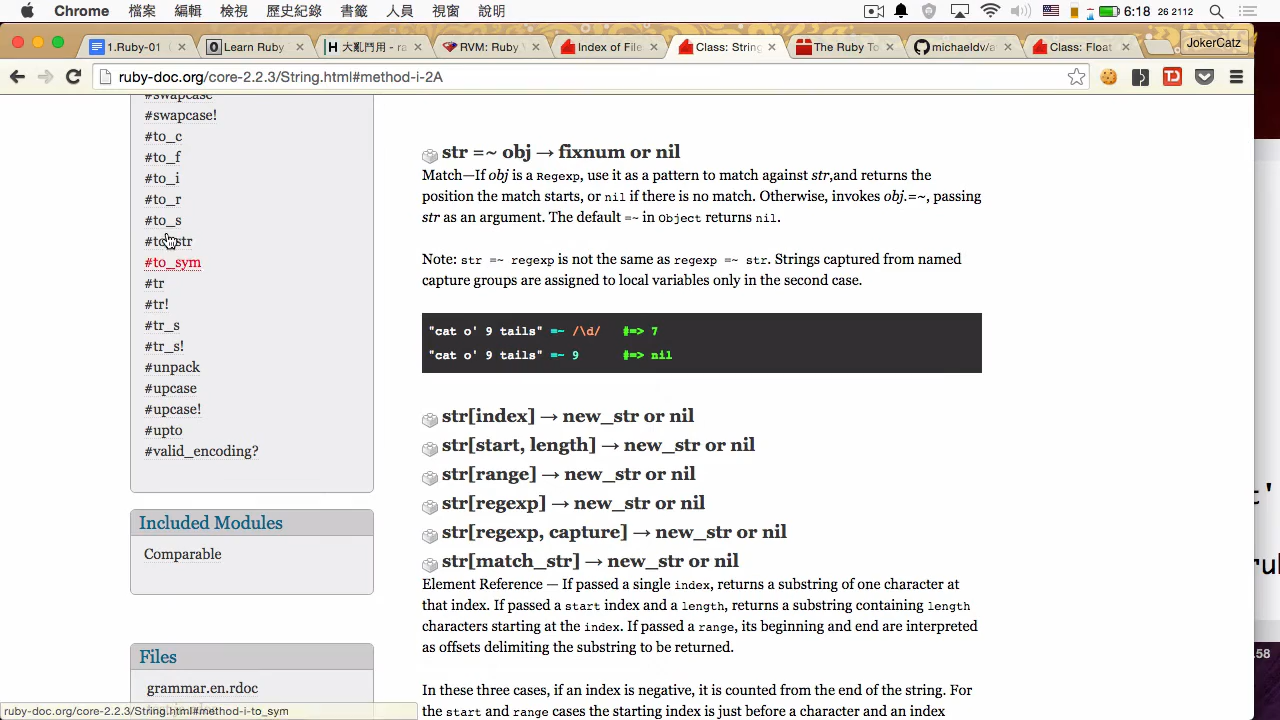 Chrome 檔案 編輯 檢視 歷史紀錄 書籤 人員 視窗 說明 6:18 26 2112
1.Ruby-01 Learn Ruby 大亂鬥用 - ra RVM: Ruby Index of File Class: String The Ruby To michaeldv/a Class: Float JokerCatz
ruby-doc.org/core-2.2.3/String.html#method-i-2A
#swapcase
#swapcase!
#to_c
#to_f
#to_i
#to_r
#to_s
#to_str
#to_sym
#tr
#tr!
#tr_s
#tr_s!
#unpack
#upcase
#upcase!
#upto
#valid_encoding?
Included Modules
Comparable
Files
grammar.en.rdoc
str =~ obj → fixnum or nil
Match—If obj is a Regexp, use it as a pattern to match against str,and returns the
position the match starts, or nil if there is no match. Otherwise, invokes obj.=~, passing
str as an argument. The default =~ in Object returns nil.
Note: str =~ regexp is not the same as regexp =~ str. Strings captured from named
capture groups are assigned to local variables only in the second case.
"cat o' 9 tails" =~ /\d/ #=> 7
"cat o' 9 tails" =~ 9 #=> nil
str[index] → new_str or nil
str[start, length] → new_str or nil
str[range] → new_str or nil
str[regexp] → new_str or nil
str[regexp, capture] → new_str or nil
str[match_str] → new_str or nil
Element Reference — If passed a single index, returns a substring of one character at
that index. If passed a start index and a length, returns a substring containing length
characters starting at the index. If passed a range, its beginning and end are interpreted
as offsets delimiting the substring to be returned.
In these three cases, if an index is negative, it is counted from the end of the string. For
the start and range cases the starting index is just before a character and an index
ruby-doc.org/core-2.2.3/String.html#method-i-to_sym
t'
rul
.58